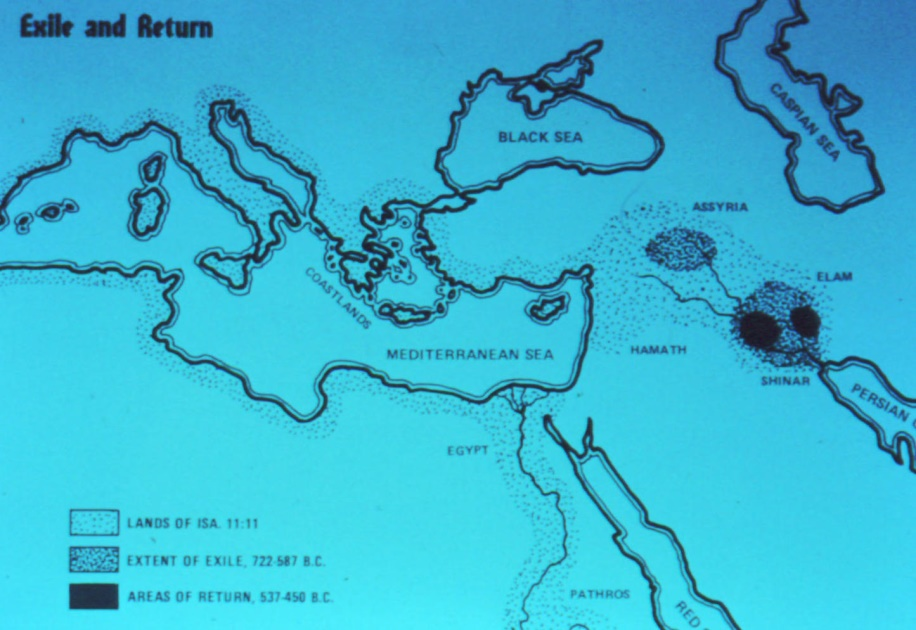 Exile and Return
BLACK SEA
CASPIAN SEA
ASSYRIA
ELAM
COASTLANDS
HAMATH
MEDITERRANEAN SEA
SHINAR
PERSIAN
EGYPT
LANDS OF ISA. 11:11
EXTENT OF EXILE, 722-587 B.C.
AREAS OF RETURN, 537-450 B.C.
PATHROS
RED